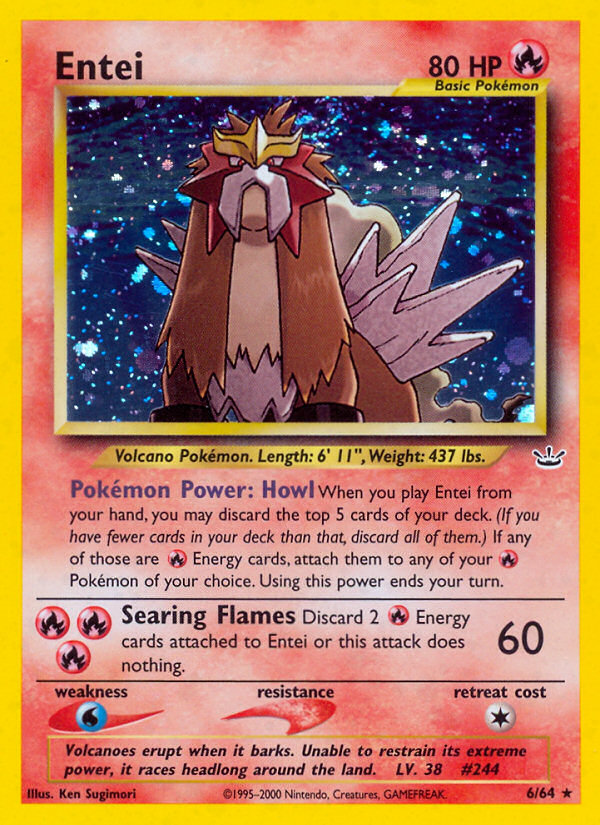 Entei
80 HP
Basic Pokémon
Volcano Pokémon. Length: 6' 11", Weight: 437 lbs.
Pokémon Power: Howl When you play Entei from
your hand, you may discard the top 5 cards of your deck. (If you
have fewer cards in your deck than that, discard all of them.) If any
of those are Energy cards, attach them to any of your
Pokémon of your choice. Using this power ends your turn.
Searing Flames Discard 2 Energy
cards attached to Entei or this attack does
nothing.
60
weakness resistance retreat cost
Volcanoes erupt when it barks. Unable to restrain its extreme
power, it races headlong around the land. LV. 38 #244
Illus. Ken Sugimori ©1995–2000 Nintendo, Creatures, GAMEFREAK. 6/64 ★